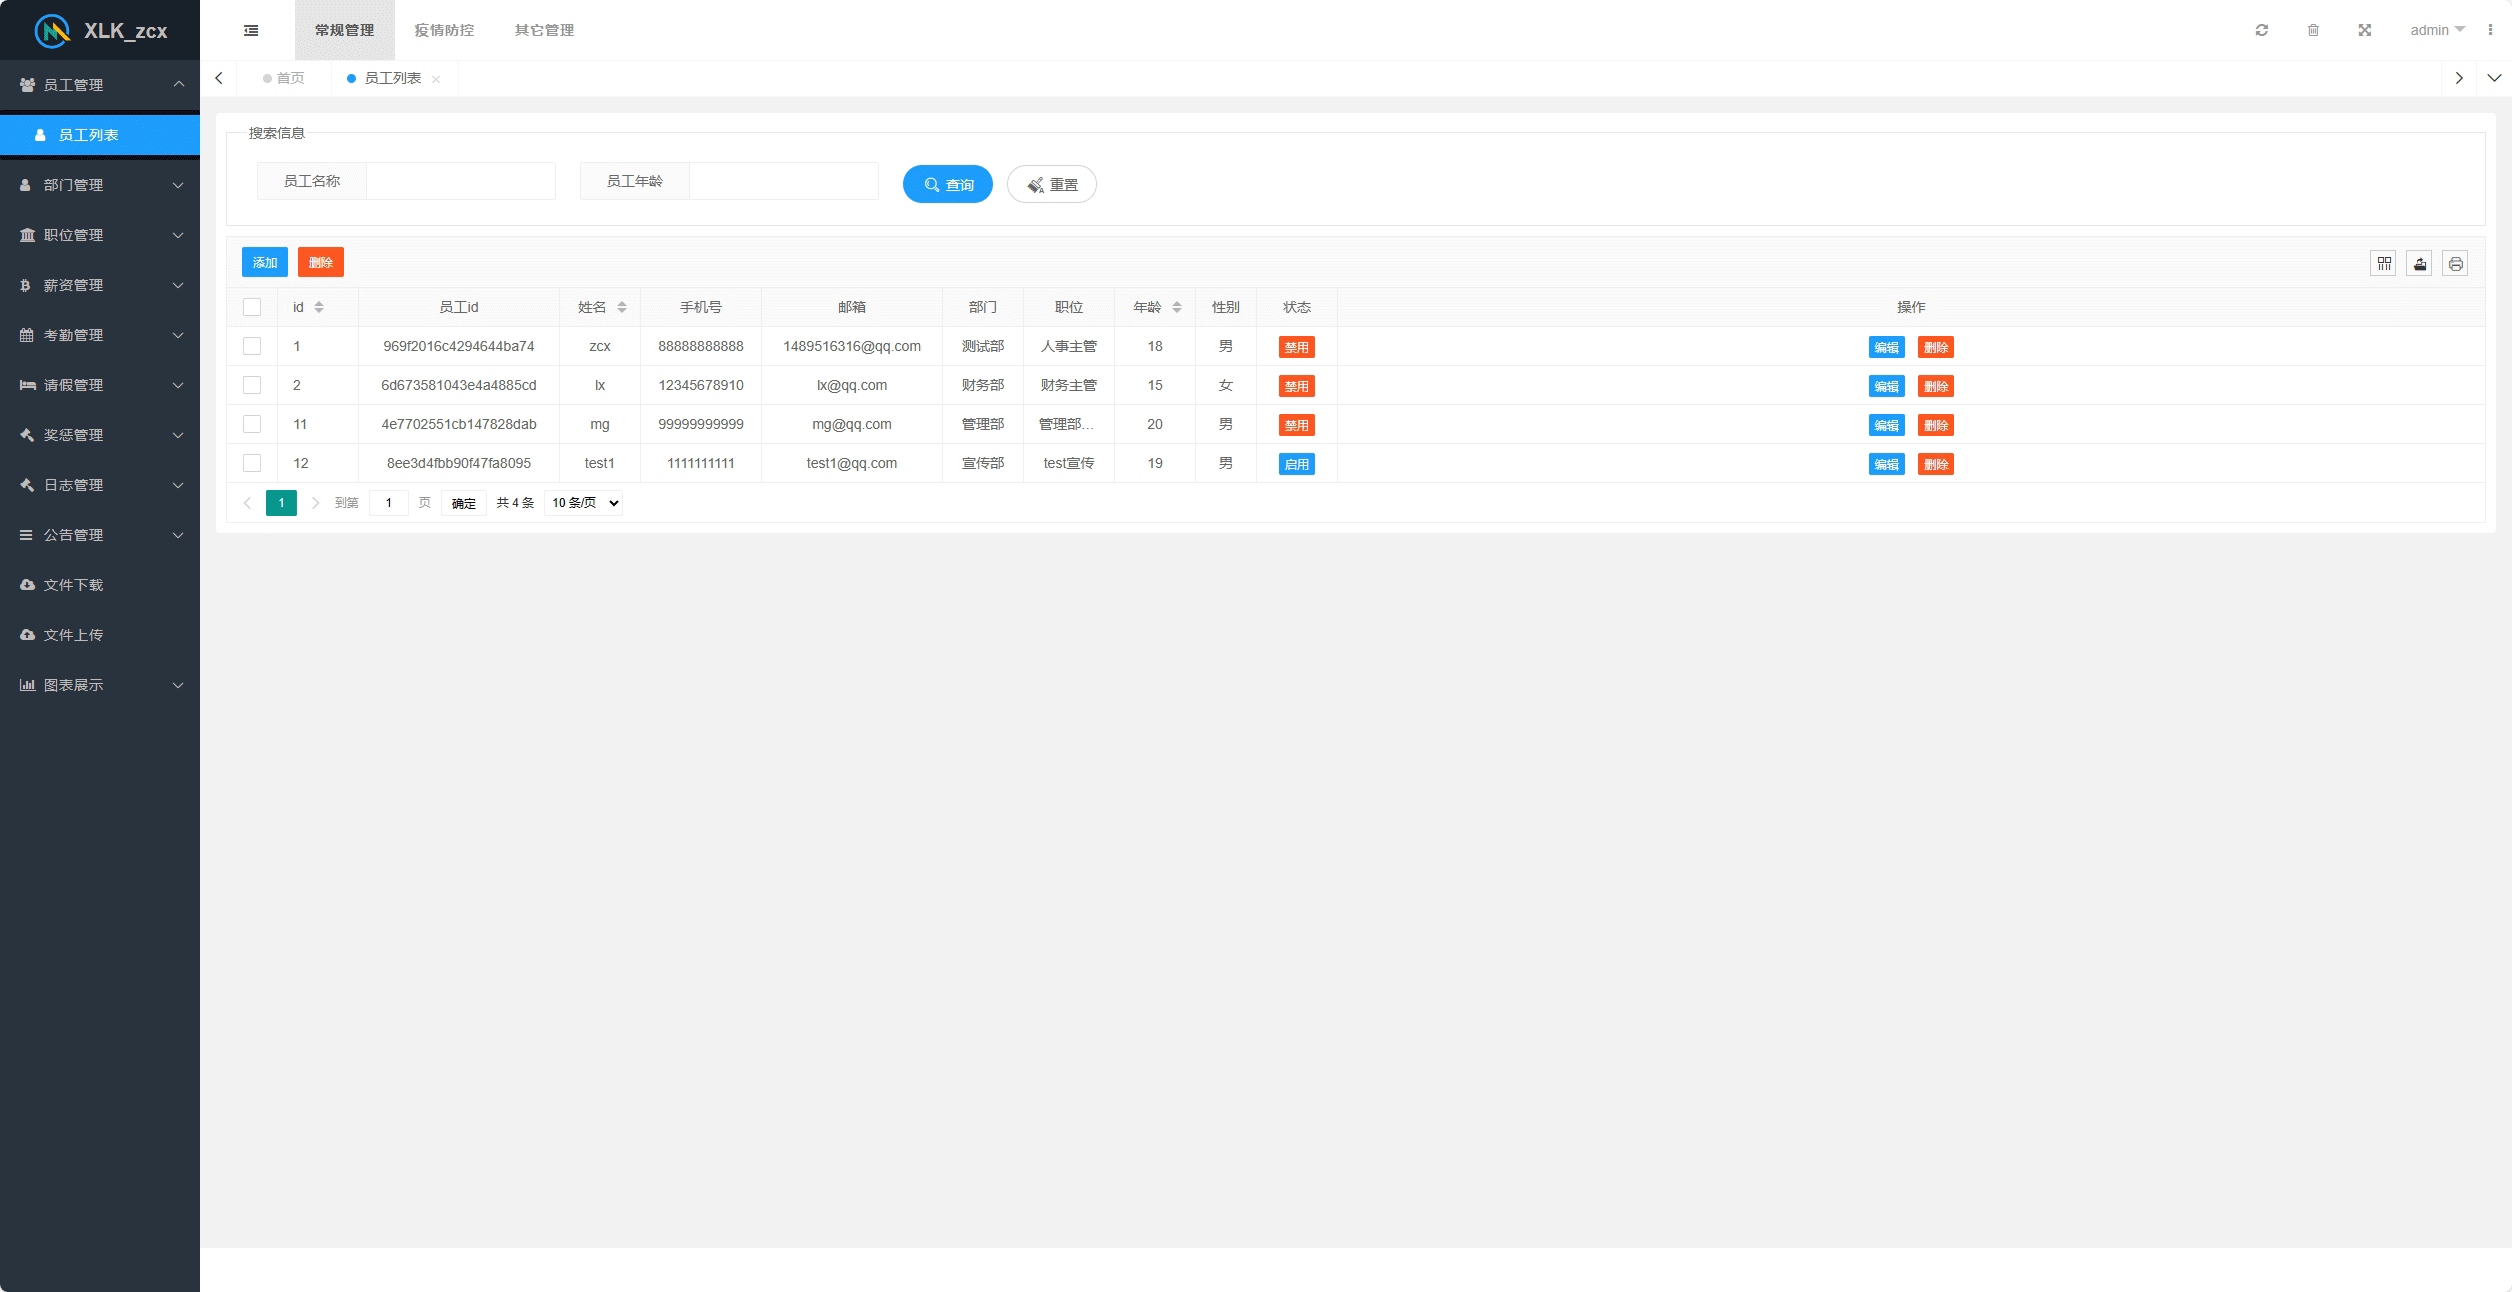 XLK_zcx
常规管理 疫情防控 其它管理 admin
首页 员工列表
员工管理
员工列表
部门管理
职位管理
薪资管理
考勤管理
请假管理
奖惩管理
日志管理
公告管理
文件下载
文件上传
图表展示
搜索信息
员工名称 员工年龄 查询 重置
添加 删除
id 员工id 姓名 手机号 邮箱 部门 职位 年龄 性别 状态 操作
1 969f2016c4294644ba74 zcx 88888888888 1489516316@qq.com 测试部 人事主管 18 男 禁用 编辑 删除
2 6d673581043e4a4885cd lx 12345678910 lx@qq.com 财务部 财务主管 15 女 禁用 编辑 删除
11 4e7702551cb147828dab mg 99999999999 mg@qq.com 管理部 管理部... 20 男 禁用 编辑 删除
12 8ee3d4fbb90f47fa8095 test1 1111111111 test1@qq.com 宣传部 test宣传 19 男 启用 编辑 删除
1 到第 1 页 确定 共 4 条 10 条/页